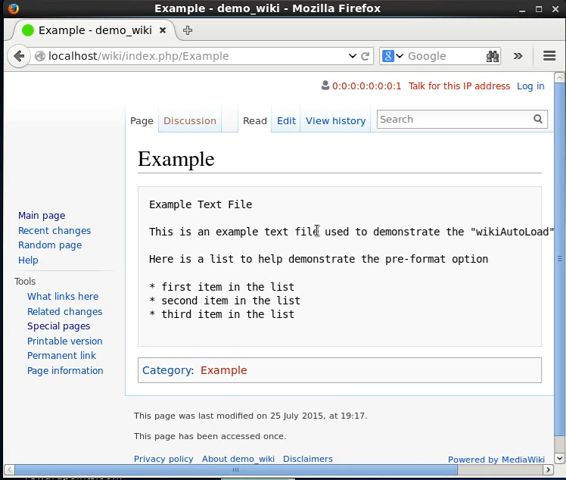 Example - demo_wiki - Mozilla Firefox
Example - demo_wiki
localhost/wiki/index.php/Example
Google
0:0:0:0:0:0:0:1 Talk for this IP address Log in
Page Discussion Read Edit View history Search
Example
Example Text File
This is an example text file used to demonstrate the "wikiAutoLoad"
Here is a list to help demonstrate the pre-format option
* first item in the list
* second item in the list
* third item in the list
Category: Example
Main page
Recent changes
Random page
Help
Tools
What links here
Related changes
Special pages
Printable version
Permanent link
Page information
This page was last modified on 25 July 2015, at 19:17.
This page has been accessed once.
Privacy policy About demo_wiki Disclaimers Powered by MediaWiki